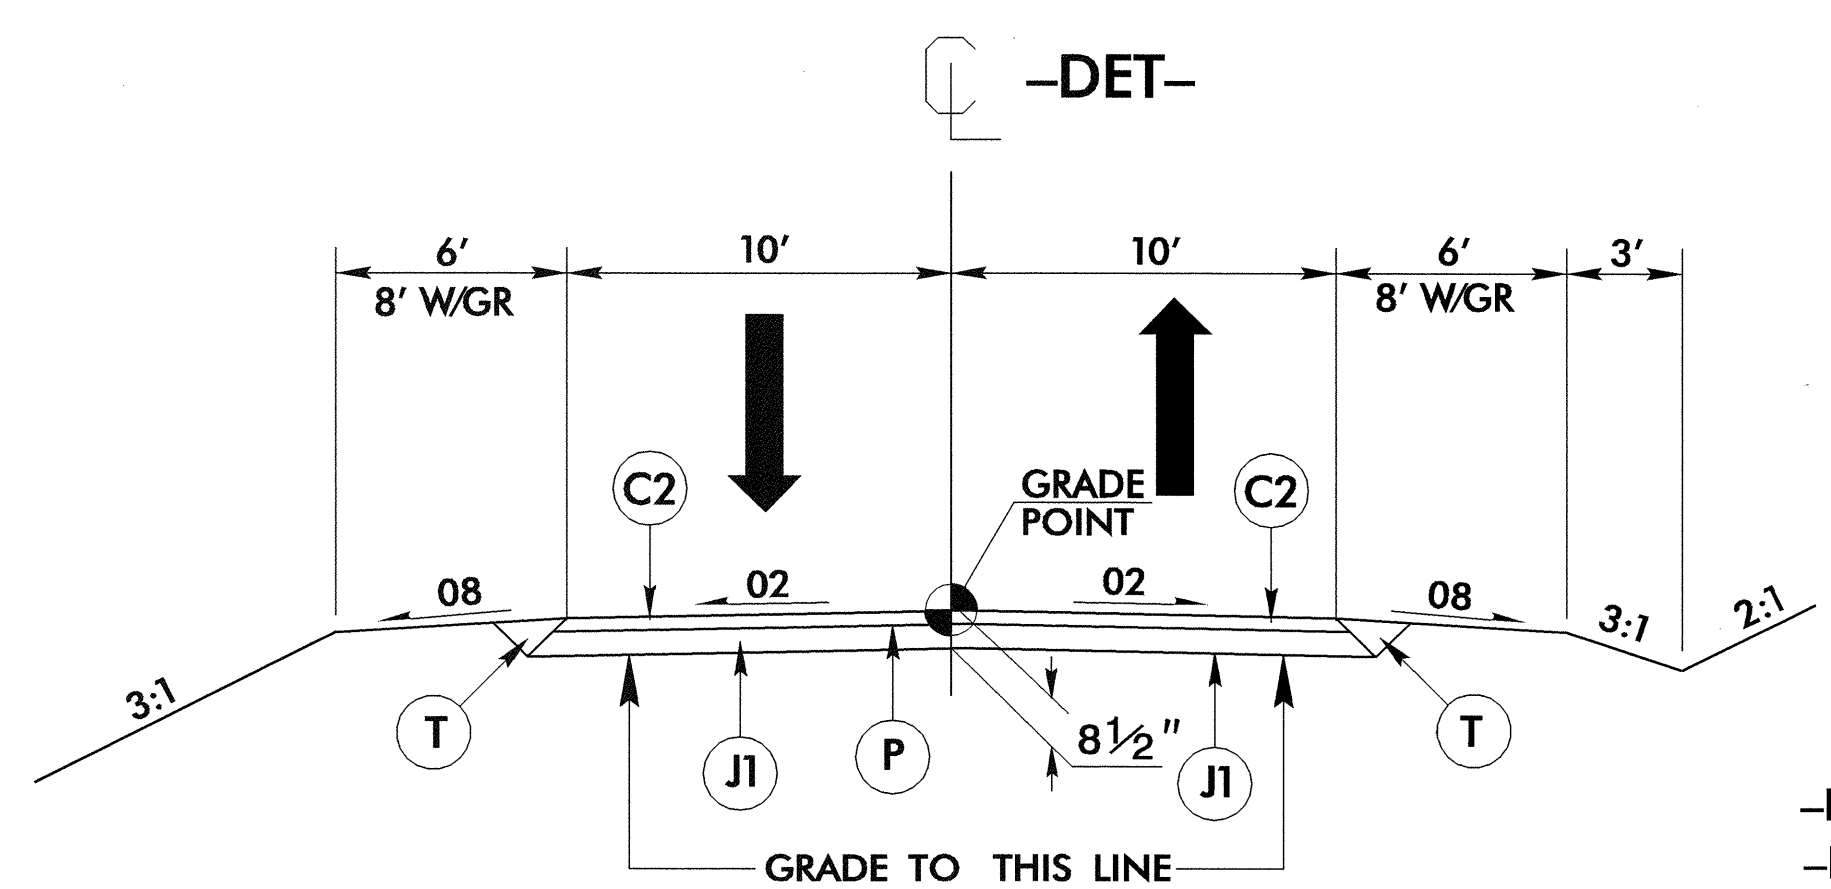 CL –DET–
6' 10' 10' 6' 3'
8' W/GR 8' W/GR
C2 GRADE POINT C2
08 02 02 08 3:1 2:1
3:1
T J1 P 8½" J1 T
GRADE TO THIS LINE